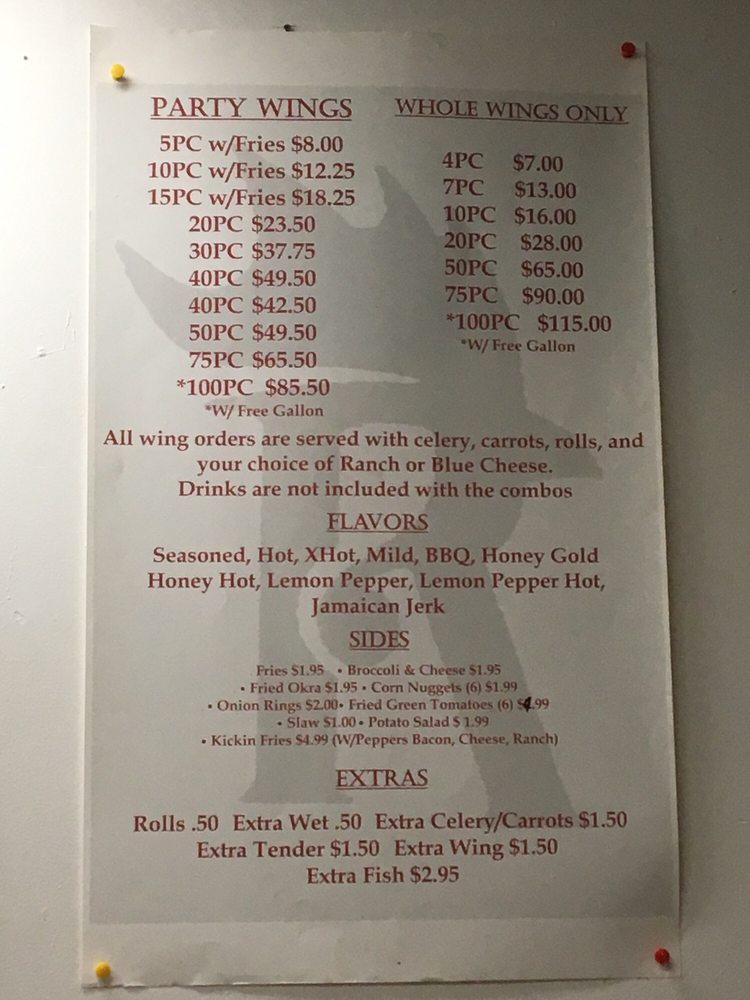 PARTY WINGS
5PC w/Fries $8.00
10PC w/Fries $12.25
15PC w/Fries $18.25
20PC $23.50
30PC $37.75
40PC $49.50
40PC $42.50
50PC $49.50
75PC $65.50
*100PC $85.50
*W/ Free Gallon
WHOLE WINGS ONLY
4PC $7.00
7PC $13.00
10PC $16.00
20PC $28.00
50PC $65.00
75PC $90.00
*100PC $115.00
*W/ Free Gallon
All wing orders are served with celery, carrots, rolls, and
your choice of Ranch or Blue Cheese.
Drinks are not included with the combos
FLAVORS
Seasoned, Hot, XHot, Mild, BBQ, Honey Gold
Honey Hot, Lemon Pepper, Lemon Pepper Hot,
Jamaican Jerk
SIDES
Fries $1.95 • Broccoli & Cheese $1.95
• Fried Okra $1.95 • Corn Nuggets (6) $1.99
• Onion Rings $2.00• Fried Green Tomatoes (6) $4.99
• Slaw $1.00 • Potato Salad $ 1.99
• Kickin Fries $4.99 (W/Peppers Bacon, Cheese, Ranch)
EXTRAS
Rolls .50 Extra Wet .50 Extra Celery/Carrots $1.50
Extra Tender $1.50 Extra Wing $1.50
Extra Fish $2.95